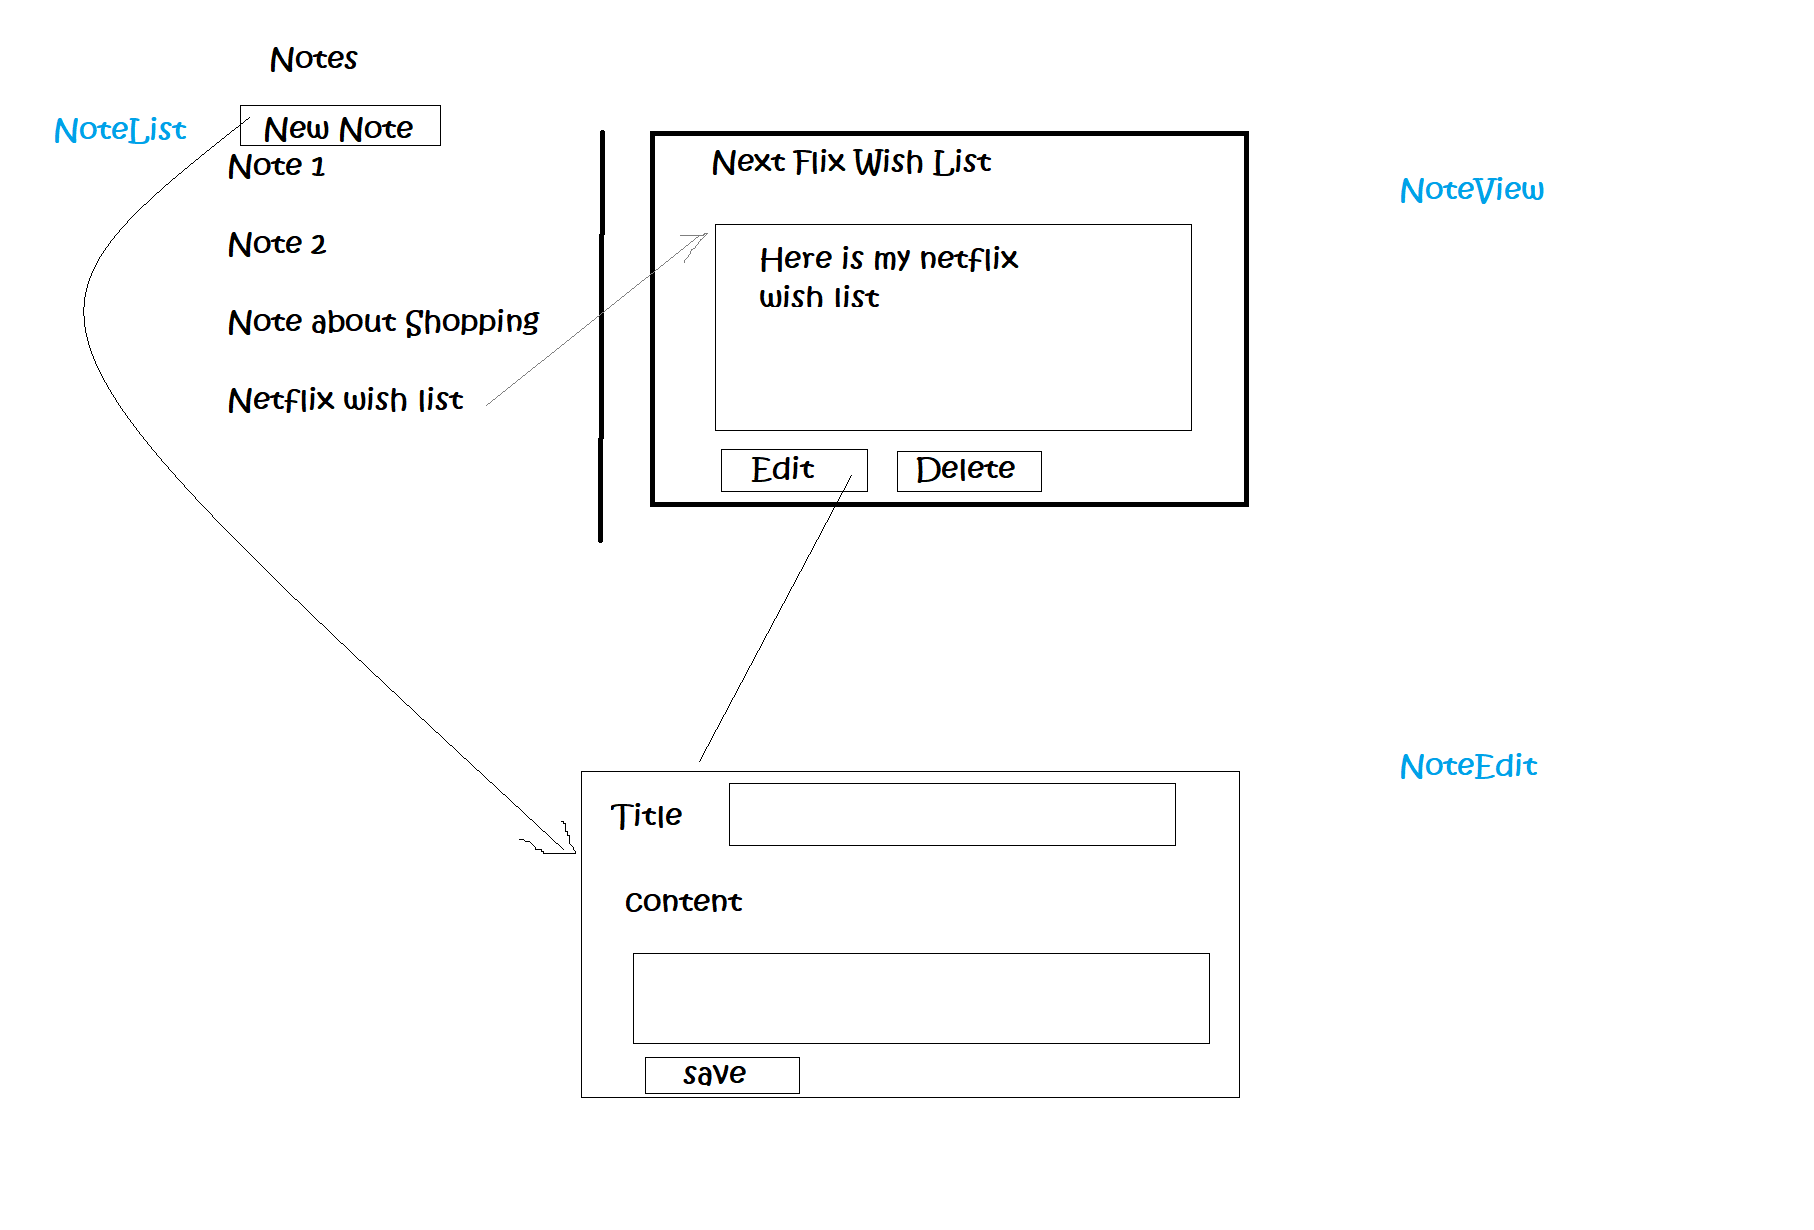 Notes
NoteList
New Note
Note 1
Note 2
Note about Shopping
Netflix wish list
Next Flix Wish List
Here is my netflix
wish list
Edit
Delete
NoteView
NoteEdit
Title
content
save